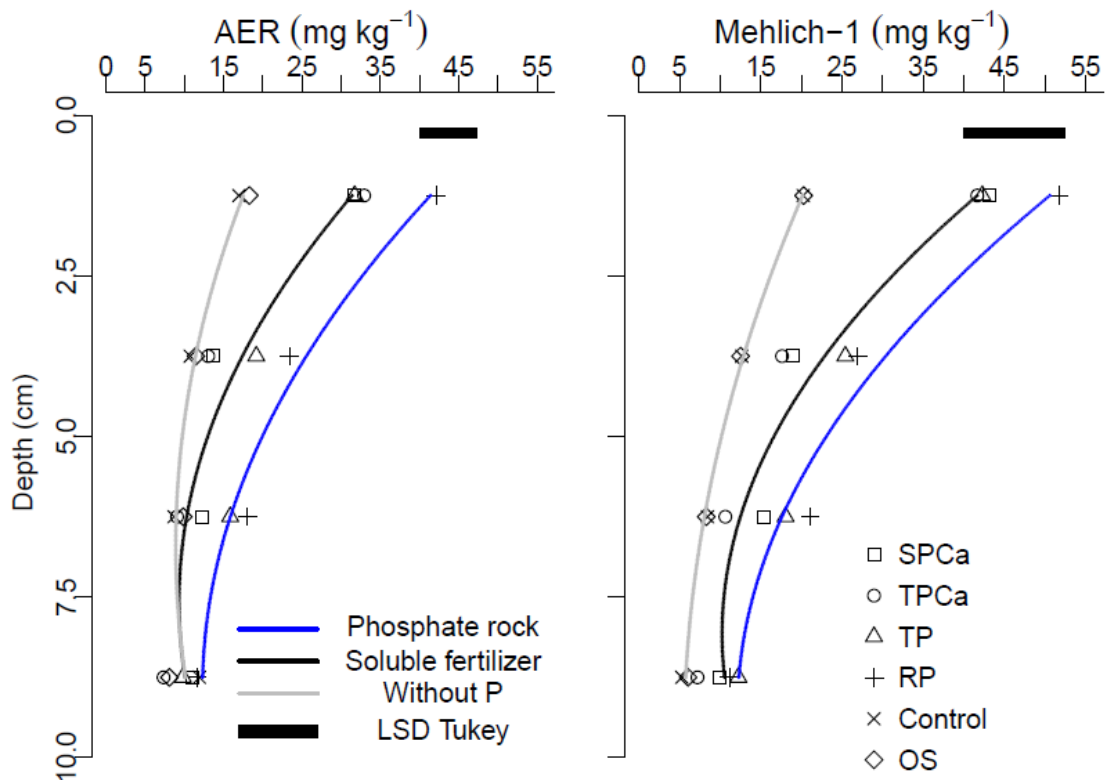 AER (mg kg⁻¹)
0 5 15 25 35 45 55
Mehlich−1 (mg kg⁻¹)
0 5 15 25 35 45 55
Depth (cm)
0.0
2.5
5.0
7.5
10.0
Phosphate rock
Soluble fertilizer
Without P
LSD Tukey
SPCa
TPCa
TP
RP
Control
OS